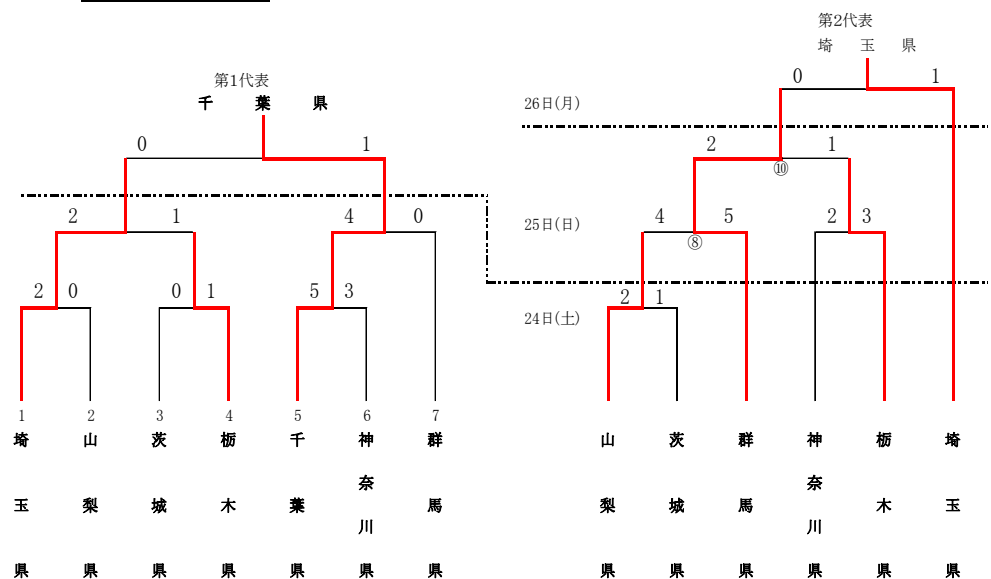 第2代表
埼 玉 県
0 1
26日(月)
第1代表
千 葉 県
0 1
2 1
⑩
2 1 4 0
25日(日)
4 5 2 3
⑧
2 0 0 1 5 3
24日(土)
2 1
1 2 3 4 5 6 7
埼玉県
山梨県
茨城県
栃木県
千葉県
神奈川県
群馬県
山梨県
茨城県
群馬県
神奈川県
栃木県
埼玉県